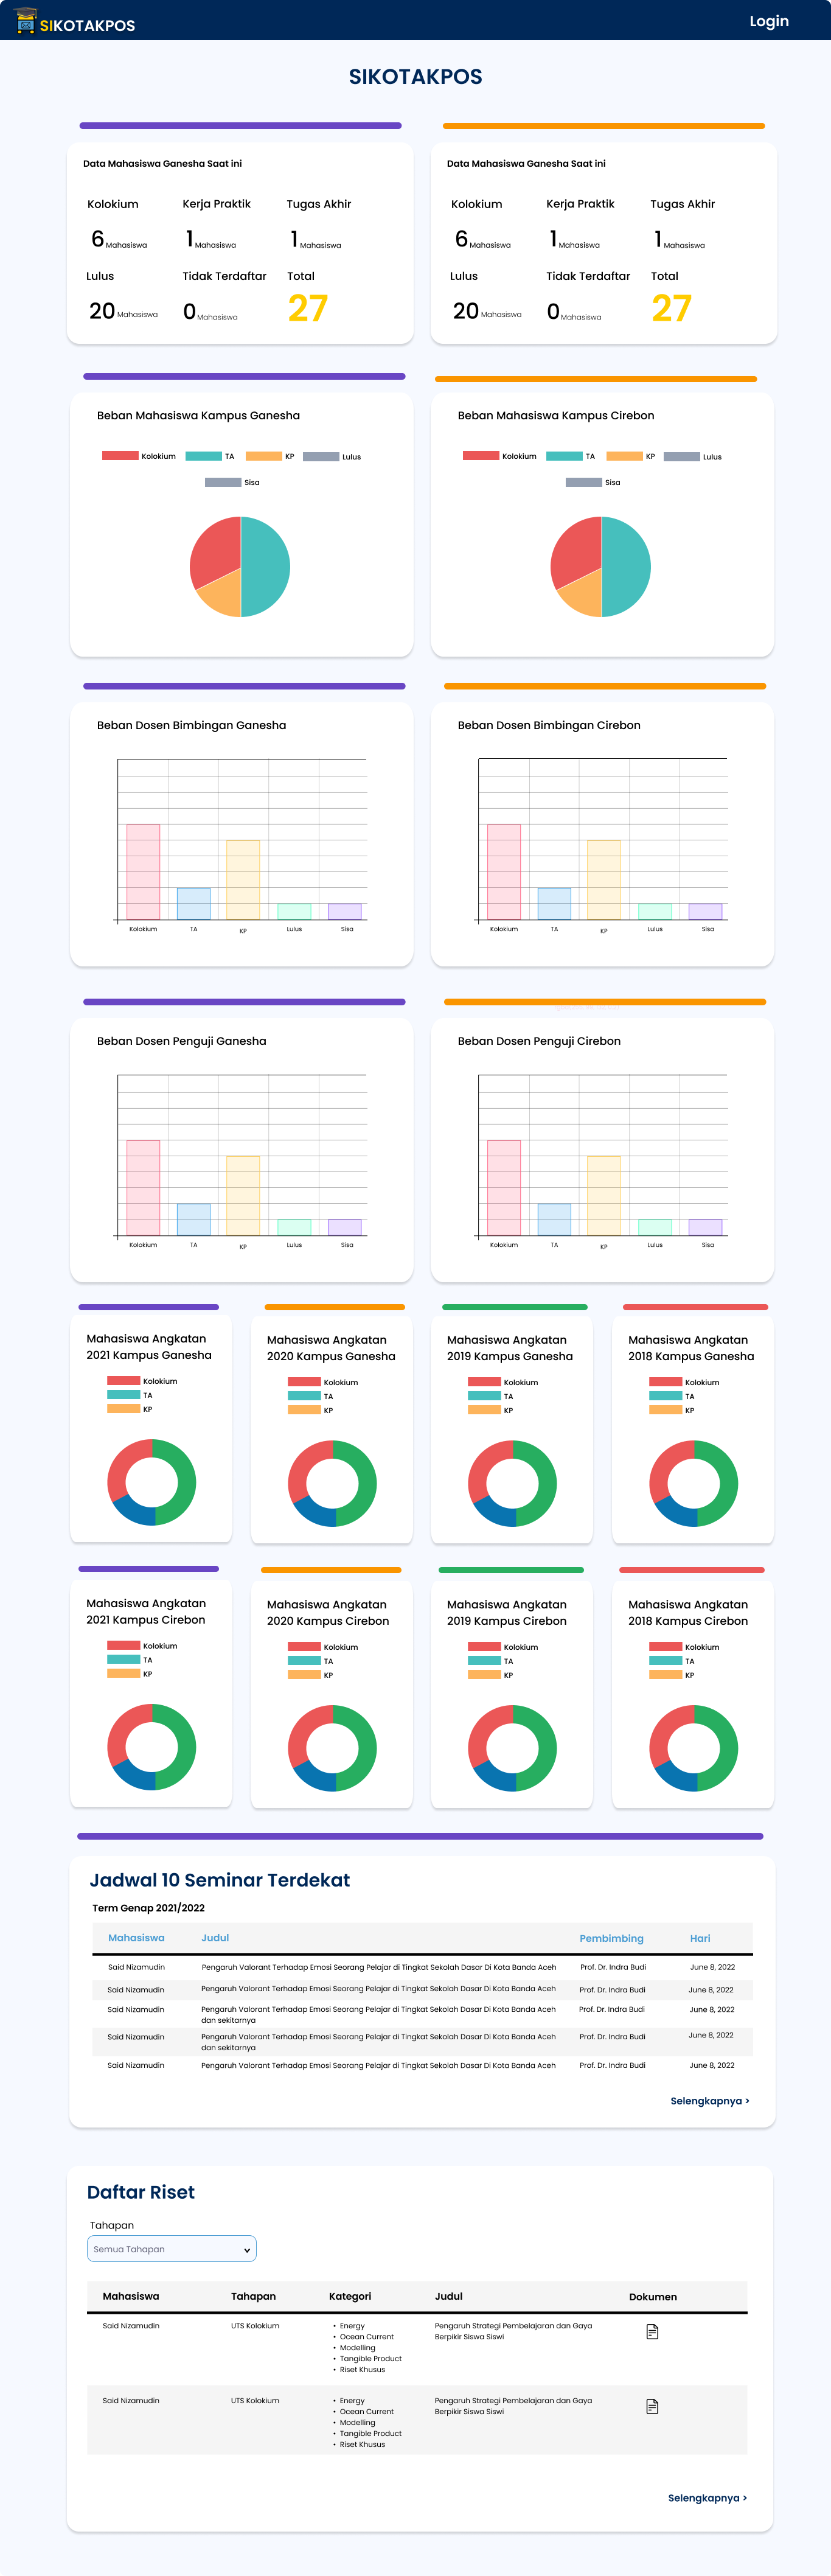 SIKOTAKPOS
Login
SIKOTAKPOS
Data Mahasiswa Ganesha Saat ini
Kolokium Kerja Praktik Tugas Akhir
6 Mahasiswa 1 Mahasiswa 1 Mahasiswa
Lulus Tidak Terdaftar Total
20 Mahasiswa 0 Mahasiswa 27
Data Mahasiswa Ganesha Saat ini
Kolokium Kerja Praktik Tugas Akhir
6 Mahasiswa 1 Mahasiswa 1 Mahasiswa
Lulus Tidak Terdaftar Total
20 Mahasiswa 0 Mahasiswa 27
Beban Mahasiswa Kampus Ganesha
Kolokium TA KP Lulus
Sisa
Beban Mahasiswa Kampus Cirebon
Kolokium TA KP Lulus
Sisa
Beban Dosen Bimbingan Ganesha
Kolokium TA KP Lulus Sisa
Beban Dosen Bimbingan Cirebon
Kolokium TA KP Lulus Sisa
Beban Dosen Penguji Ganesha
Kolokium TA KP Lulus Sisa
Beban Dosen Penguji Cirebon
Kolokium TA KP Lulus Sisa
Mahasiswa Angkatan
2021 Kampus Ganesha
Kolokium
TA
KP
Mahasiswa Angkatan
2020 Kampus Ganesha
Kolokium
TA
KP
Mahasiswa Angkatan
2019 Kampus Ganesha
Kolokium
TA
KP
Mahasiswa Angkatan
2018 Kampus Ganesha
Kolokium
TA
KP
Mahasiswa Angkatan
2021 Kampus Cirebon
Kolokium
TA
KP
Mahasiswa Angkatan
2020 Kampus Cirebon
Kolokium
TA
KP
Mahasiswa Angkatan
2019 Kampus Cirebon
Kolokium
TA
KP
Mahasiswa Angkatan
2018 Kampus Cirebon
Kolokium
TA
KP
Jadwal 10 Seminar Terdekat
Term Genap 2021/2022
Mahasiswa Judul Pembimbing Hari
Said Nizamudin Pengaruh Valorant Terhadap Emosi Seorang Pelajar di Tingkat Sekolah Dasar Di Kota Banda Aceh Prof. Dr. Indra Budi June 8, 2022
Said Nizamudin Pengaruh Valorant Terhadap Emosi Seorang Pelajar di Tingkat Sekolah Dasar Di Kota Banda Aceh Prof. Dr. Indra Budi June 8, 2022
Said Nizamudin Pengaruh Valorant Terhadap Emosi Seorang Pelajar di Tingkat Sekolah Dasar Di Kota Banda Aceh Prof. Dr. Indra Budi June 8, 2022
dan sekitarnya
Said Nizamudin Pengaruh Valorant Terhadap Emosi Seorang Pelajar di Tingkat Sekolah Dasar Di Kota Banda Aceh Prof. Dr. Indra Budi June 8, 2022
dan sekitarnya
Said Nizamudin Pengaruh Valorant Terhadap Emosi Seorang Pelajar di Tingkat Sekolah Dasar Di Kota Banda Aceh Prof. Dr. Indra Budi June 8, 2022
Selengkapnya >
Daftar Riset
Tahapan
Semua Tahapan
Mahasiswa Tahapan Kategori Judul Dokumen
Said Nizamudin UTS Kolokium • Energy Pengaruh Strategi Pembelajaran dan Gaya
• Ocean Current Berpikir Siswa Siswi
• Modelling
• Tangible Product
• Riset Khusus
Said Nizamudin UTS Kolokium • Energy Pengaruh Strategi Pembelajaran dan Gaya
• Ocean Current Berpikir Siswa Siswi
• Modelling
• Tangible Product
• Riset Khusus
Selengkapnya >